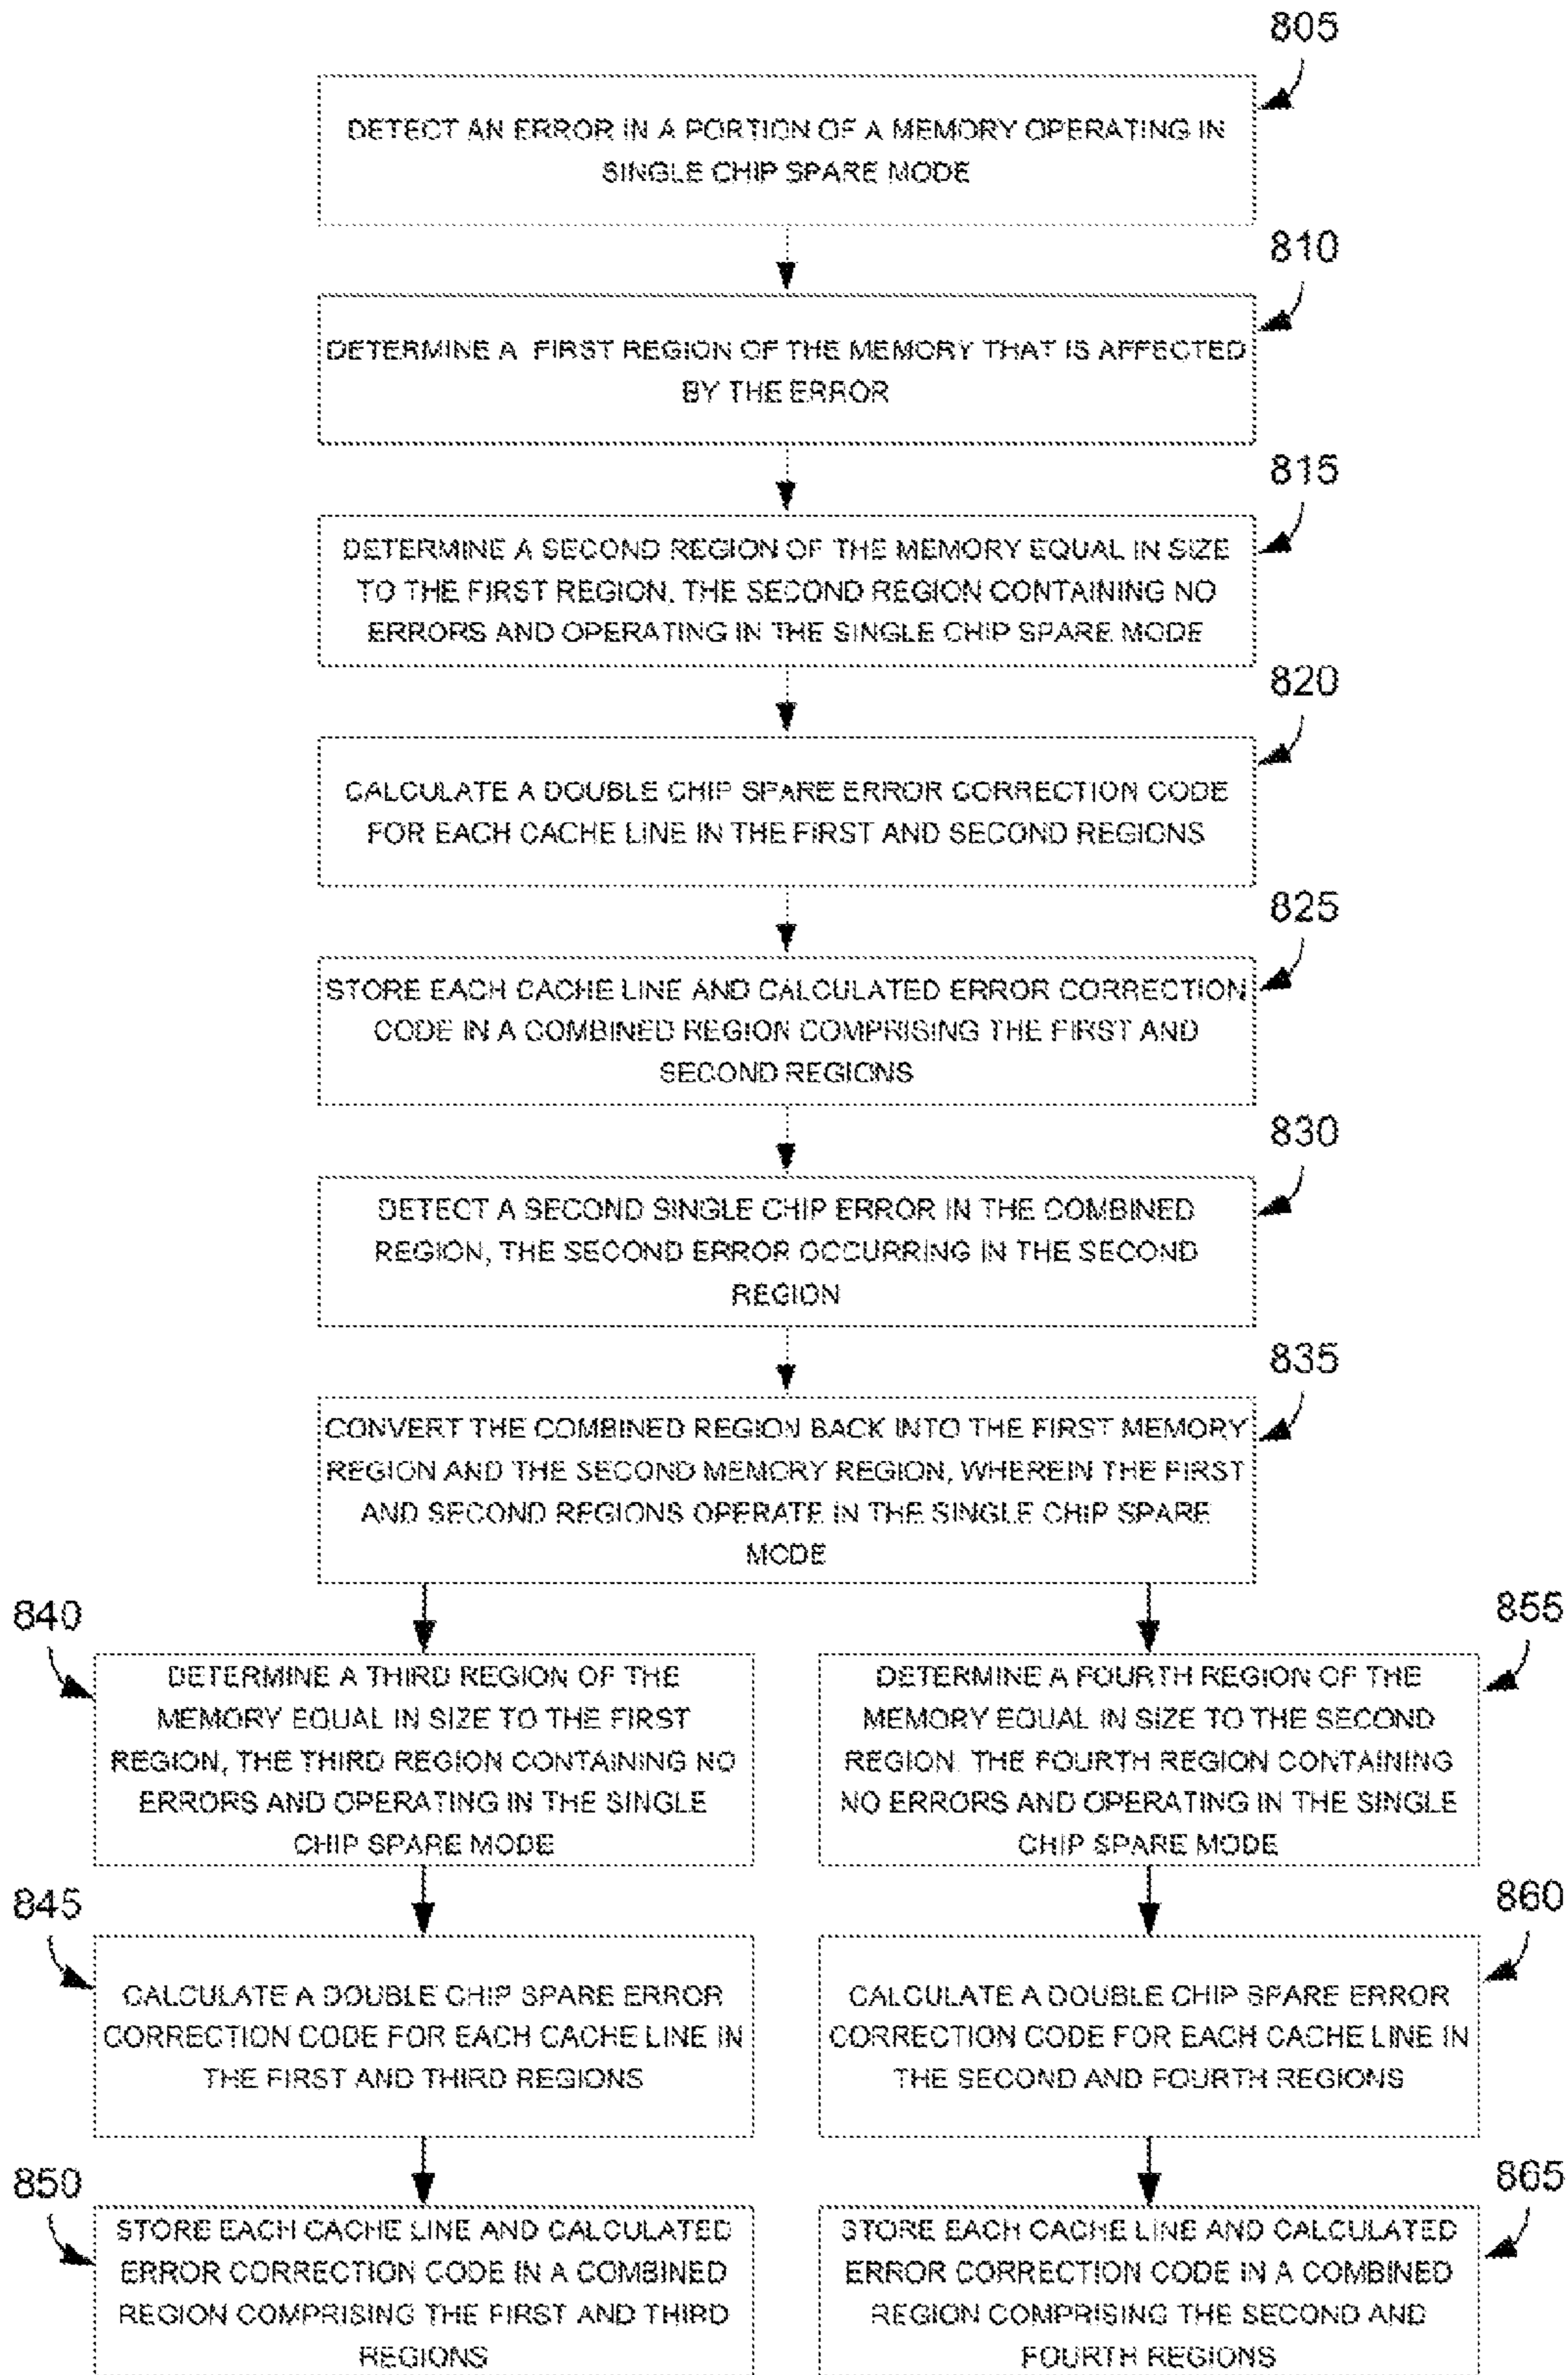 805
DETECT AN ERROR IN A PORTION OF A MEMORY OPERATING IN
SINGLE CHIP SPARE MODE
810
DETERMINE A FIRST REGION OF THE MEMORY THAT IS AFFECTED
BY THE ERROR
815
DETERMINE A SECOND REGION OF THE MEMORY EQUAL IN SIZE
TO THE FIRST REGION, THE SECOND REGION CONTAINING NO
ERRORS AND OPERATING IN THE SINGLE CHIP SPARE MODE
820
CALCULATE A DOUBLE CHIP SPARE ERROR CORRECTION CODE
FOR EACH CACHE LINE IN THE FIRST AND SECOND REGIONS
825
STORE EACH CACHE LINE AND CALCULATED ERROR CORRECTION
CODE IN A COMBINED REGION COMPRISING THE FIRST AND
SECOND REGIONS
830
DETECT A SECOND SINGLE CHIP ERROR IN THE COMBINED
REGION, THE SECOND ERROR OCCURRING IN THE SECOND
REGION
835
CONVERT THE COMBINED REGION BACK INTO THE FIRST MEMORY
REGION AND THE SECOND MEMORY REGION, WHEREIN THE FIRST
AND SECOND REGIONS OPERATE IN THE SINGLE CHIP SPARE
MODE
840
DETERMINE A THIRD REGION OF THE
MEMORY EQUAL IN SIZE TO THE FIRST
REGION, THE THIRD REGION CONTAINING NO
ERRORS AND OPERATING IN THE SINGLE
CHIP SPARE MODE
845
CALCULATE A DOUBLE CHIP SPARE ERROR
CORRECTION CODE FOR EACH CACHE LINE IN
THE FIRST AND THIRD REGIONS
850
STORE EACH CACHE LINE AND CALCULATED
ERROR CORRECTION CODE IN A COMBINED
REGION COMPRISING THE FIRST AND THIRD
REGIONS
855
DETERMINE A FOURTH REGION OF THE
MEMORY EQUAL IN SIZE TO THE SECOND
REGION. THE FOURTH REGION CONTAINING
NO ERRORS AND OPERATING IN THE SINGLE
CHIP SPARE MODE
860
CALCULATE A DOUBLE CHIP SPARE ERROR
CORRECTION CODE FOR EACH CACHE LINE IN
THE SECOND AND FOURTH REGIONS
865
STORE EACH CACHE LINE AND CALCULATED
ERROR CORRECTION CODE IN A COMBINED
REGION COMPRISING THE SECOND AND
FOURTH REGIONS